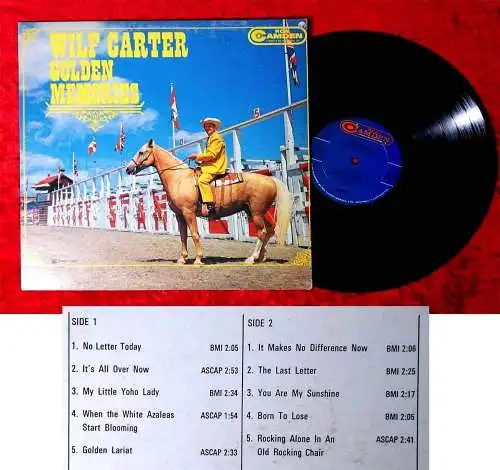 WILF CARTER
GOLDEN
MEMORIES
RCA
CAMDEN
CAMDEN
SIDE 1
1. No Letter Today BMI 2:05
2. It's All Over Now ASCAP 2:53
3. My Little Yoho Lady BMI 2:34
4. When the White Azaleas
Start Blooming ASCAP 1:54
5. Golden Lariat ASCAP 2:33
SIDE 2
1. It Makes No Difference Now BMI 2:06
2. The Last Letter BMI 2:25
3. You Are My Sunshine BMI 2:17
4. Born To Lose BMI 2:05
5. Rocking Alone In An
Old Rocking Chair ASCAP 2:41